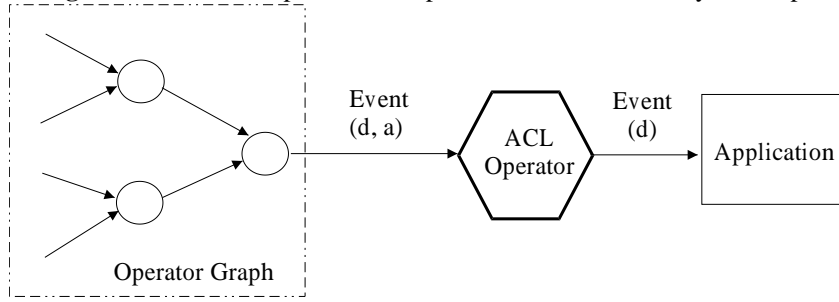 Event
(d, a)
ACL
Operator
Event
(d)
Application
Operator Graph